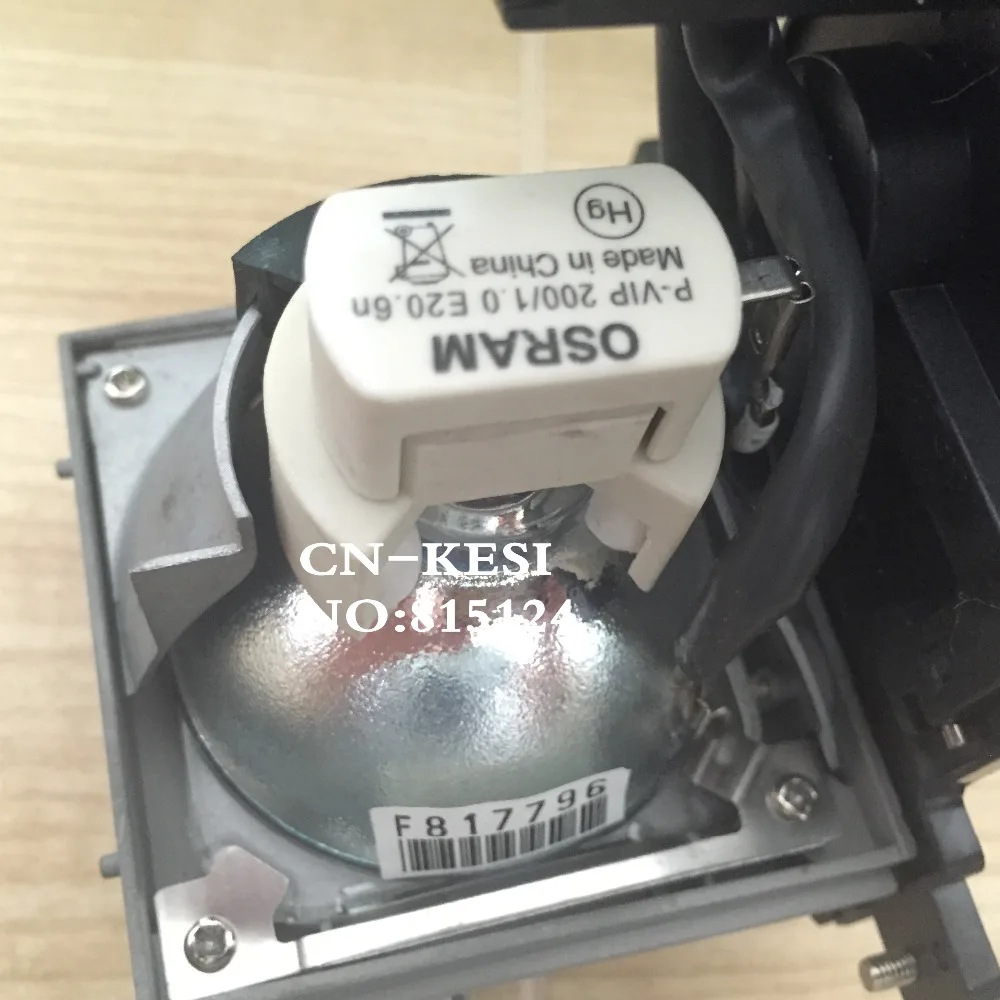 OSRAM
P-VIP 200/1.0 E20.6n
Made in China
Hg
CN-KESI
NO:815124
F817796